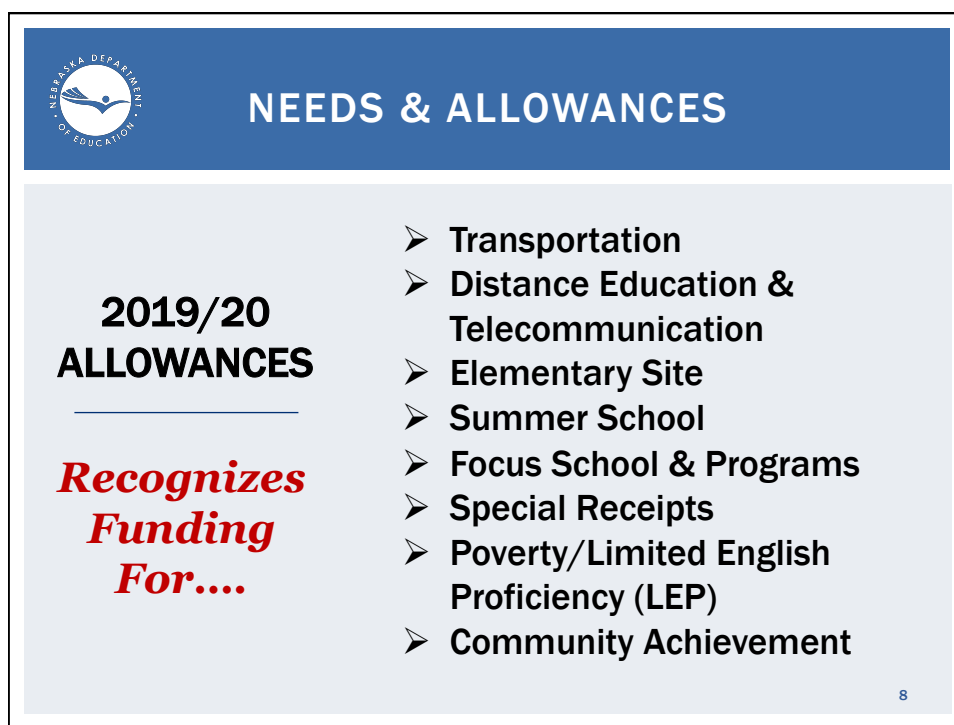 NEBRASKA DEPARTMENT
OF EDUCATION
NEEDS & ALLOWANCES
2019/20
ALLOWANCES
Recognizes
Funding
For....
➢ Transportation
➢ Distance Education &
Telecommunication
➢ Elementary Site
➢ Summer School
➢ Focus School & Programs
➢ Special Receipts
➢ Poverty/Limited English
Proficiency (LEP)
➢ Community Achievement
8